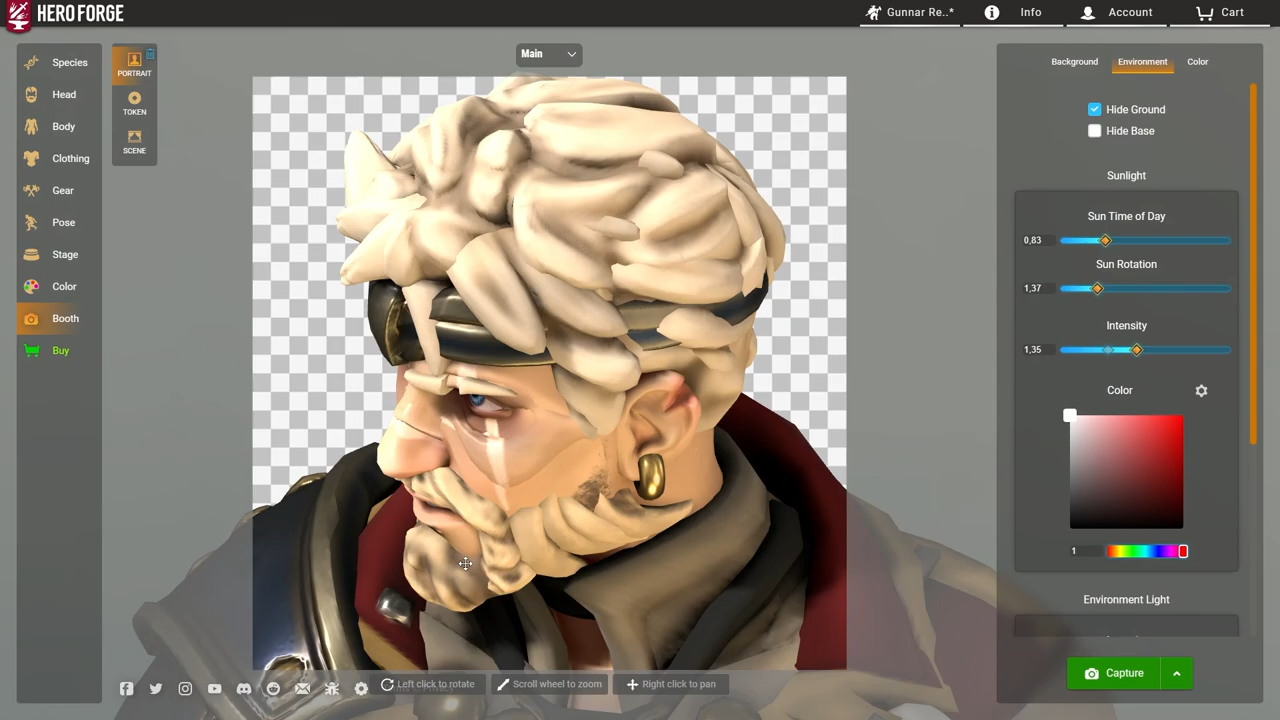 HERO FORGE
Gunnar Re..*
Info
Account
Cart
Species
Head
Body
Clothing
Gear
Pose
Stage
Color
Booth
Buy
PORTRAIT
TOKEN
SCENE
Main
Background
Environment
Color
Hide Ground
Hide Base
Sunlight
Sun Time of Day
0,83
Sun Rotation
1,37
Intensity
1,35
Color
1
Environment Light
Capture
Left click to rotate
Scroll wheel to zoom
Right click to pan